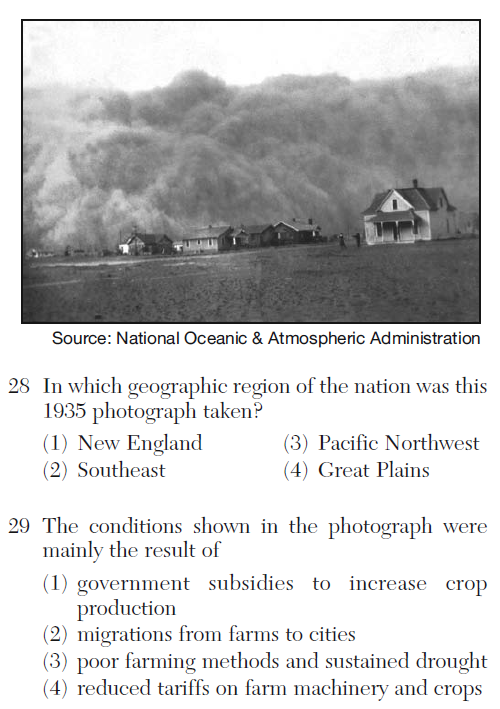 Source: National Oceanic & Atmospheric Administration
28 In which geographic region of the nation was this
1935 photograph taken?
(1) New England (3) Pacific Northwest
(2) Southeast (4) Great Plains
29 The conditions shown in the photograph were
mainly the result of
(1) government subsidies to increase crop
production
(2) migrations from farms to cities
(3) poor farming methods and sustained drought
(4) reduced tariffs on farm machinery and crops